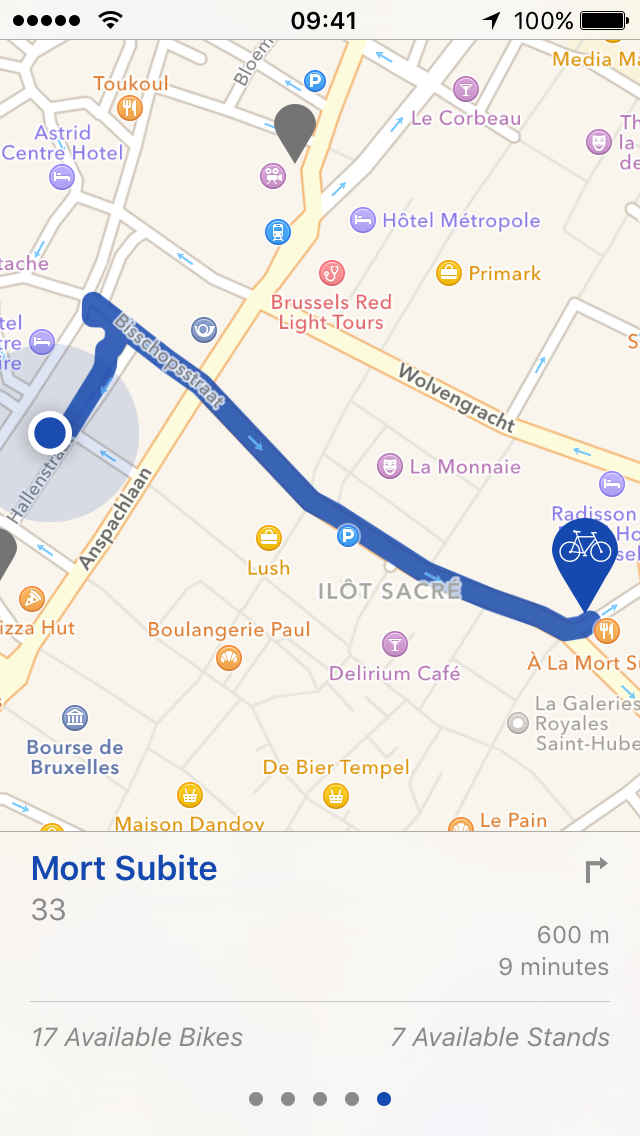 09:41
100%
Media Ma
Toukoul
Bloem
P
Le Corbeau
Th
la
de
Astrid
Centre Hotel
Hôtel Métropole
tache
Primark
Brussels Red
Light Tours
tel
tre
ire
Bisschopsstraat
S
Wolvengracht
La Monnaie
Hallenstraat
Anspachlaan
Radisson
Ho
sel
P
Lush
ILÔT SACRÉ
izza Hut
Boulangerie Paul
Delirium Café
À La Mort Su
La Galeries
Royales
Saint-Hube
Bourse de
Bruxelles
De Bier Tempel
Maison Dandoy
Le Pain
Mort Subite
33
600 m
9 minutes
17 Available Bikes
7 Available Stands